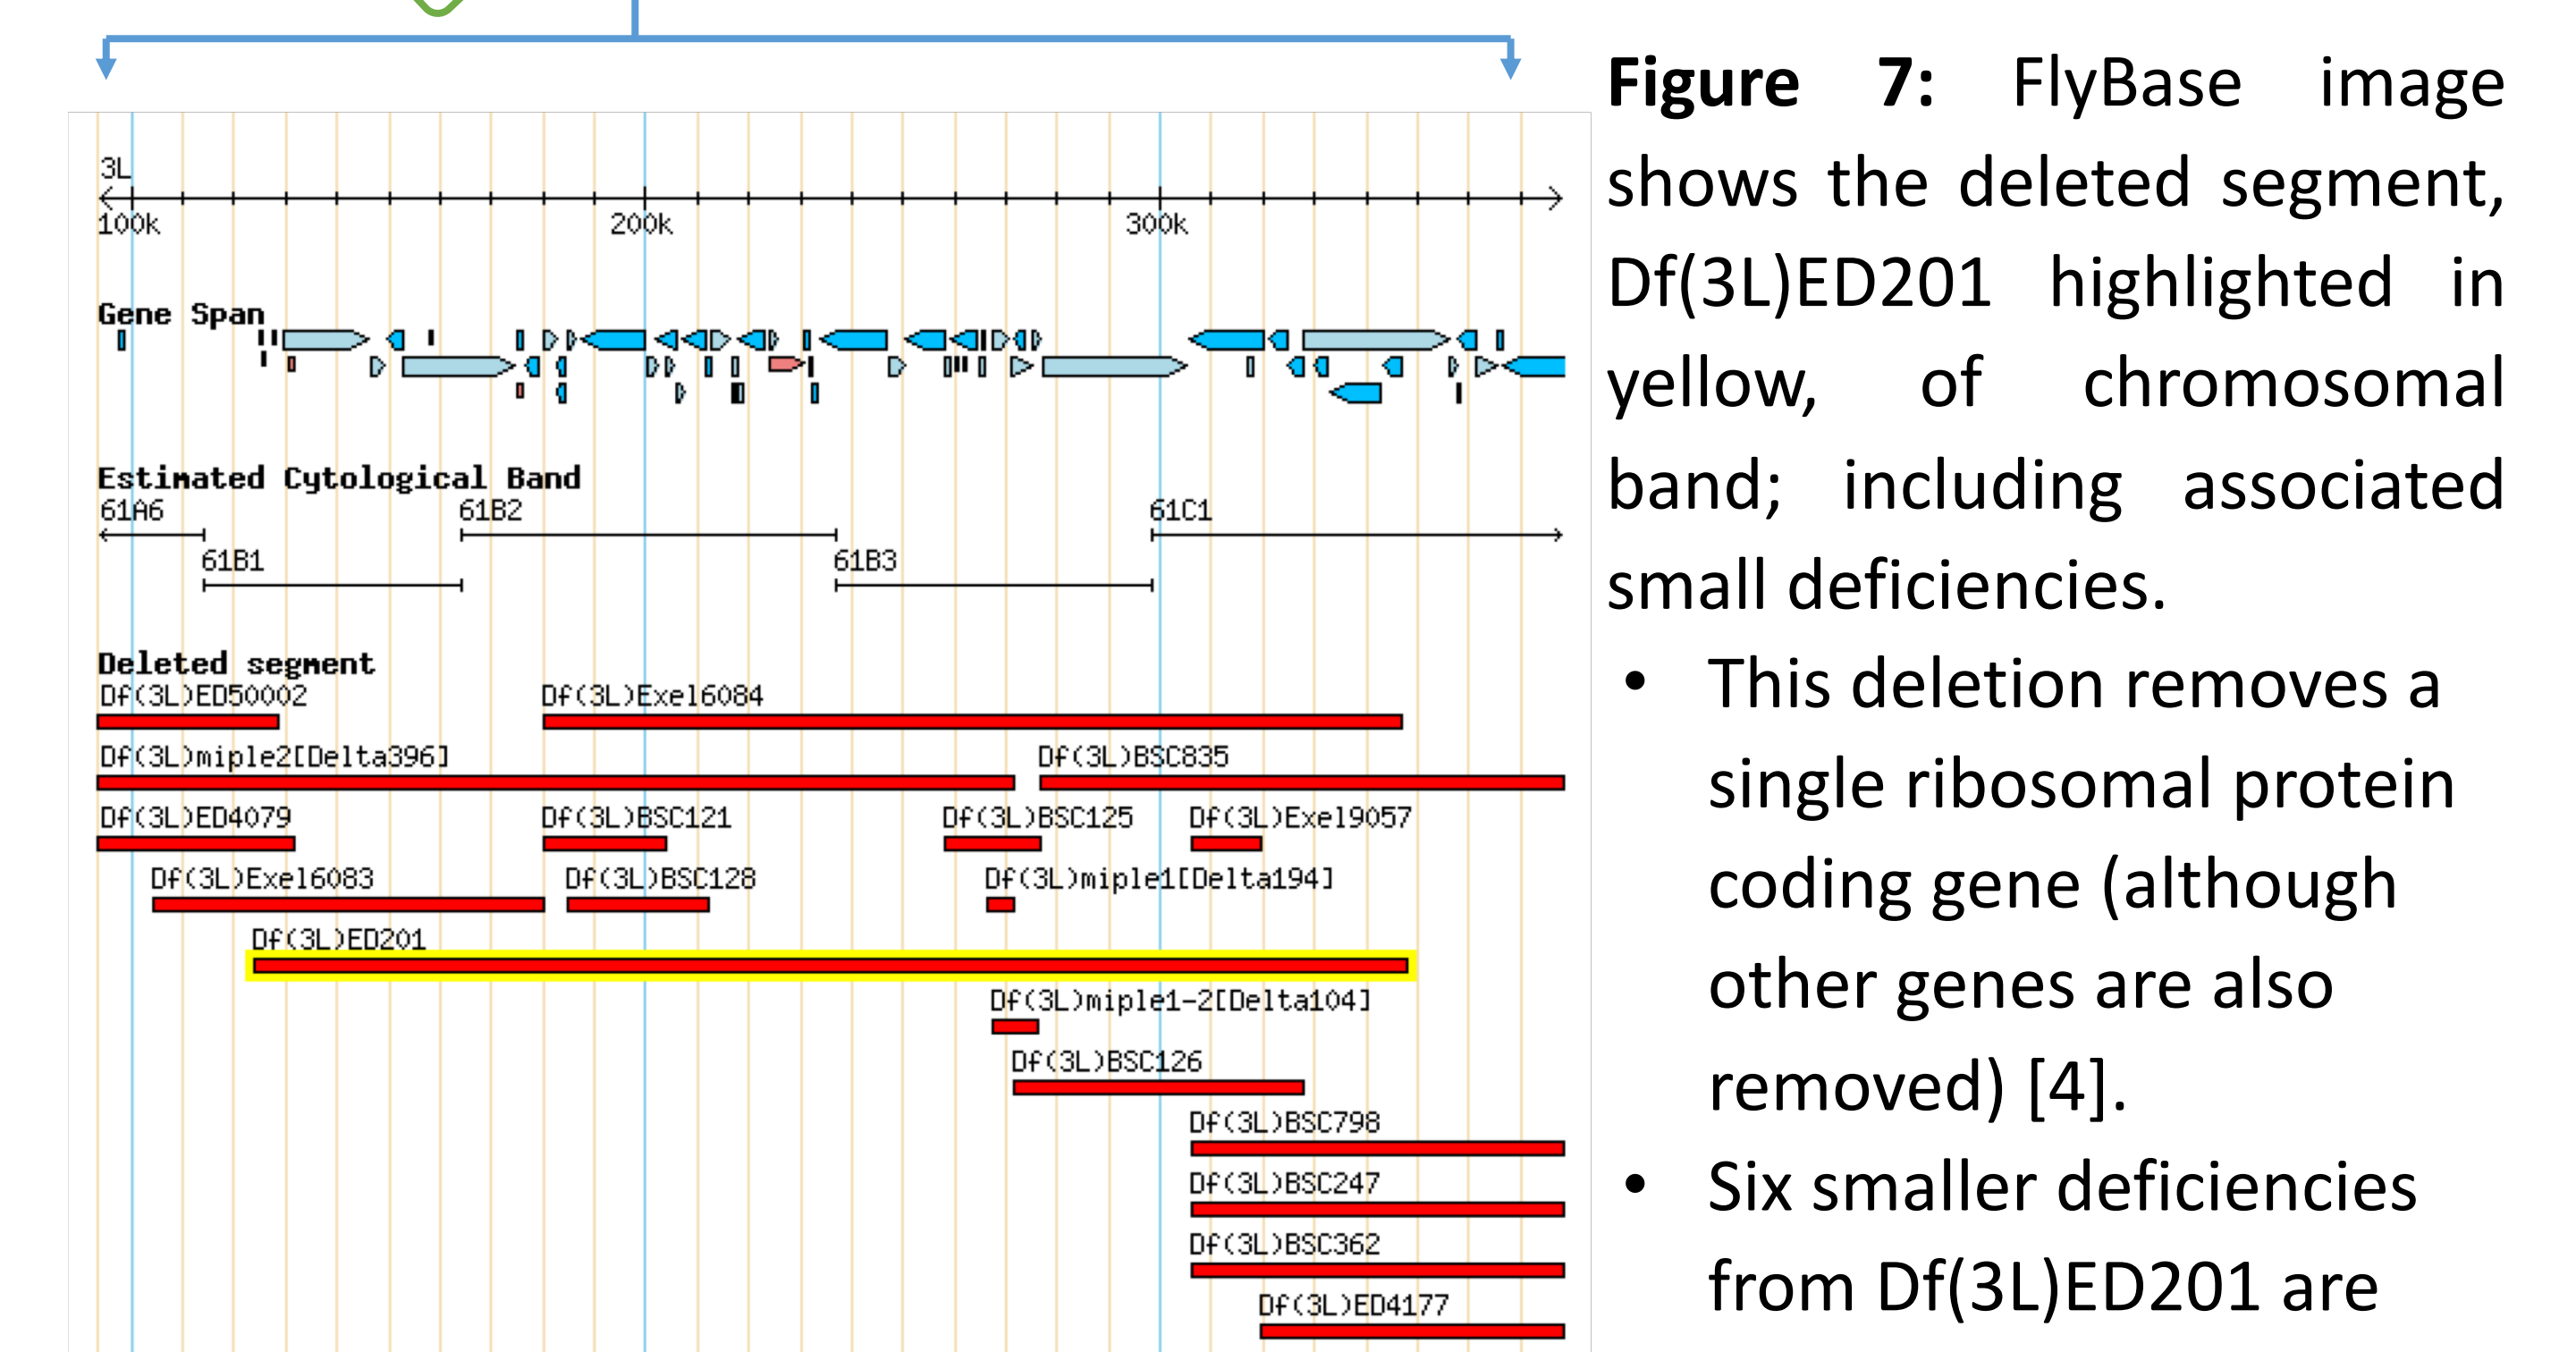 3L
100k 200k 300k
Gene Span
Estimated Cytological Band
61A6 61B2 61C1
61B1 61B3
Deleted segment
Df(3L)ED50002 Df(3L)Exel6084
Df(3L)miple2[Delta396] Df(3L)BSC835
Df(3L)ED4079 Df(3L)BSC121 Df(3L)BSC125 Df(3L)Exel9057
Df(3L)Exel6083 Df(3L)BSC128 Df(3L)miple1[Delta194]
Df(3L)ED201
Df(3L)miple1-2[Delta104]
Df(3L)BSC126
Df(3L)BSC798
Df(3L)BSC247
Df(3L)BSC362
Df(3L)ED4177
Figure 7: FlyBase image
shows the deleted segment,
Df(3L)ED201 highlighted in
yellow, of chromosomal
band; including associated
small deficiencies.
• This deletion removes a
single ribosomal protein
coding gene (although
other genes are also
removed) [4].
• Six smaller deficiencies
from Df(3L)ED201 are